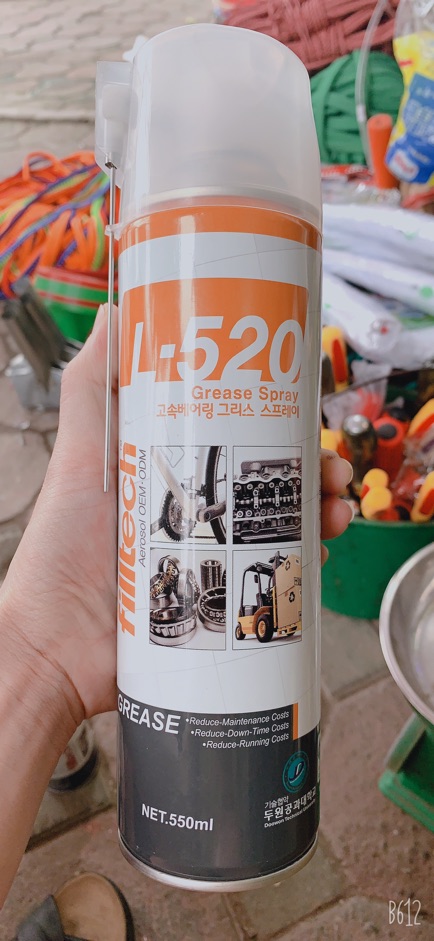 L-520
Grease Spray
고속베어링 그리스 스프레이
filltech
Aerosol OEM·ODM
GREASE
•Reduce-Maintenance Costs
•Reduce-Down-Time Costs
•Reduce-Running Costs
기술협약
두원공과대학교
Doowon Technical
NET.550ml
B612